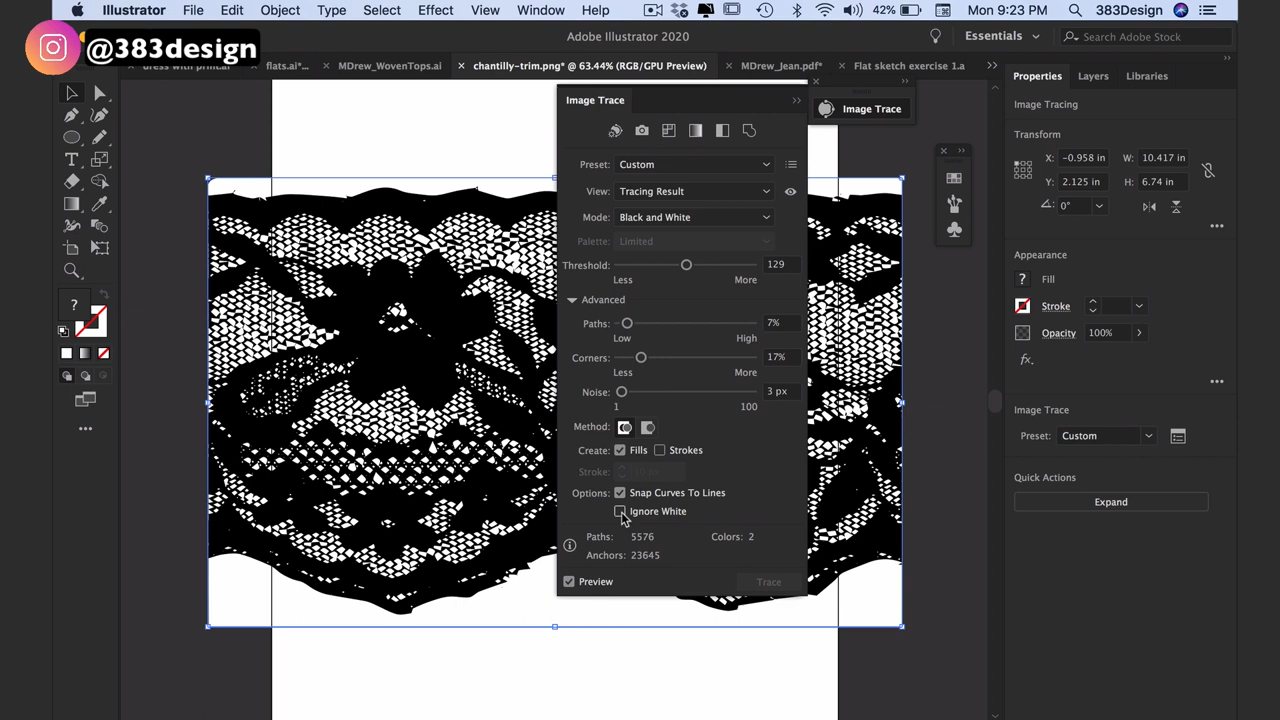 Illustrator File Edit Object Type Select Effect View Window Help 42% Mon 9:23 PM 383Design
@383design
Adobe Illustrator 2020
Essentials
Search Adobe Stock
flats.ai*...
MDrew_WovenTops.ai
× chantilly-trim.png* @ 63.44% (RGB/GPU Preview)
MDrew_Jean.pdf*
Flat sketch exercise 1.a
Image Trace
Image Trace
Preset: Custom
View: Tracing Result
Mode: Black and White
Palette: Limited
Threshold: 129
Less More
Advanced
Paths: 7%
Low High
Corners: 17%
Less More
Noise: 3 px
1 100
Method:
Create: Fills Strokes
Stroke:
Options: Snap Curves To Lines
Ignore White
Paths: 5576 Colors: 2
Anchors: 23645
Preview Trace
Properties Layers Libraries
Image Tracing
Transform
X: -0.958 in W: 10.417 in
Y: 2.125 in H: 6.74 in
0°
Appearance
? Fill
Stroke
Opacity 100%
fx.
Image Trace
Preset: Custom
Quick Actions
Expand